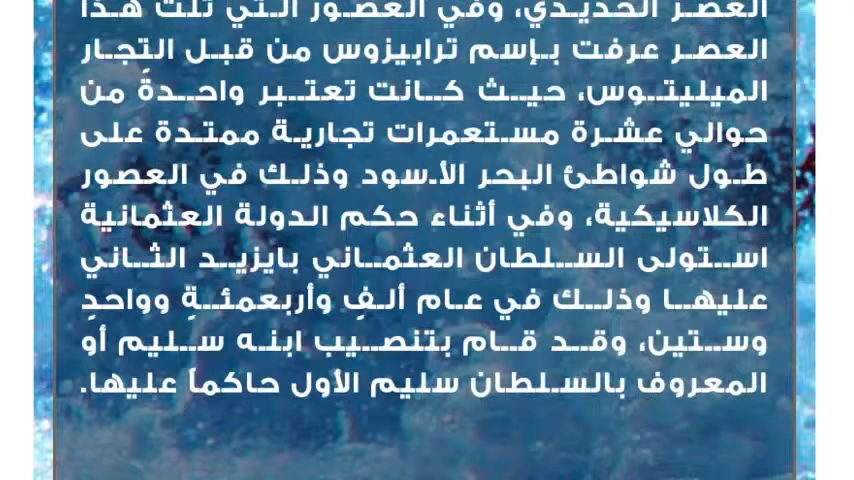 العصر الحديدي، وفي العصور التي تلت هذا
العصر عرفت بإسم ترابيزوس من قبل التِجار
الميليتوس، حيث كانت تعتبر واحدةً من
حوالي عشرة مستعمرات تجارية ممتدة على
طول شواطئ البحر الأسود وذلك في العصور
الكلاسيكية، وفي أثناء حكم الدولة العثمانية
استولى السلطان العثماني بايزيد الثاني
عليها وذلك في عام ألفٍ وأربعمئةٍ وواحدٍ
وستين، وقد قام بتنصيب ابنه سليم أو
المعروف بالسلطان سليم الأول حاكماً عليها.